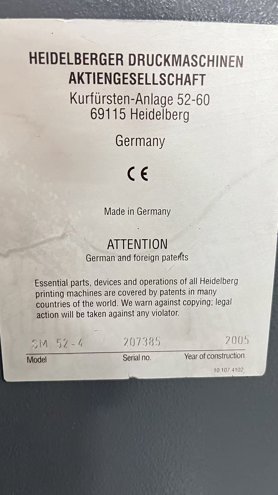 HEIDELBERGER DRUCKMASCHINEN
AKTIENGESELLSCHAFT
Kurfürsten-Anlage 52-60
69115 Heidelberg
Germany
CE
Made in Germany
ATTENTION
German and foreign patents
Essential parts, devices and operations of all Heidelberg
printing machines are covered by patents in many
countries of the world. We warn against copying; legal
action will be taken against any violator.
SM 52-4 207385 2005
Model Serial no. Year of construction